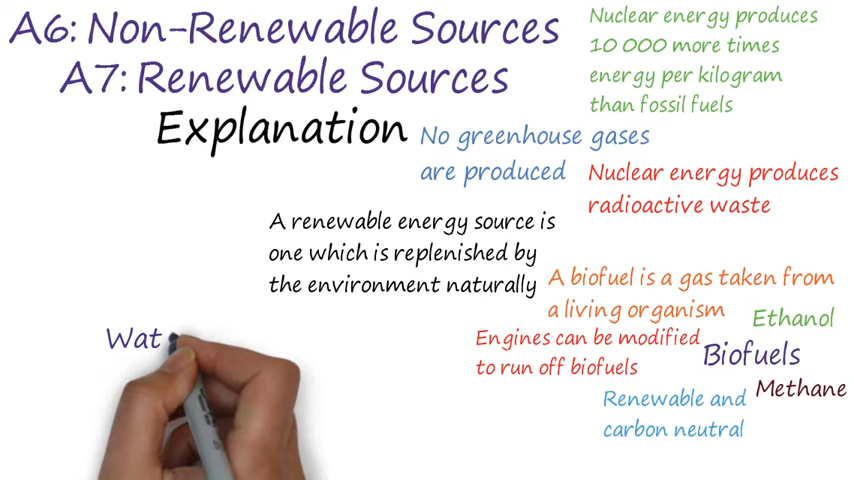 A6: Non-Renewable Sources
A7: Renewable Sources
Explanation
Nuclear energy produces
10 000 more times
energy per kilogram
than fossil fuels
No greenhouse gases
are produced
Nuclear energy produces
radioactive waste
A renewable energy source is
one which is replenished by
the environment naturally
A biofuel is a gas taken from
a living organism
Ethanol
Engines can be modified
to run off biofuels
Biofuels
Methane
Renewable and
carbon neutral
Wat